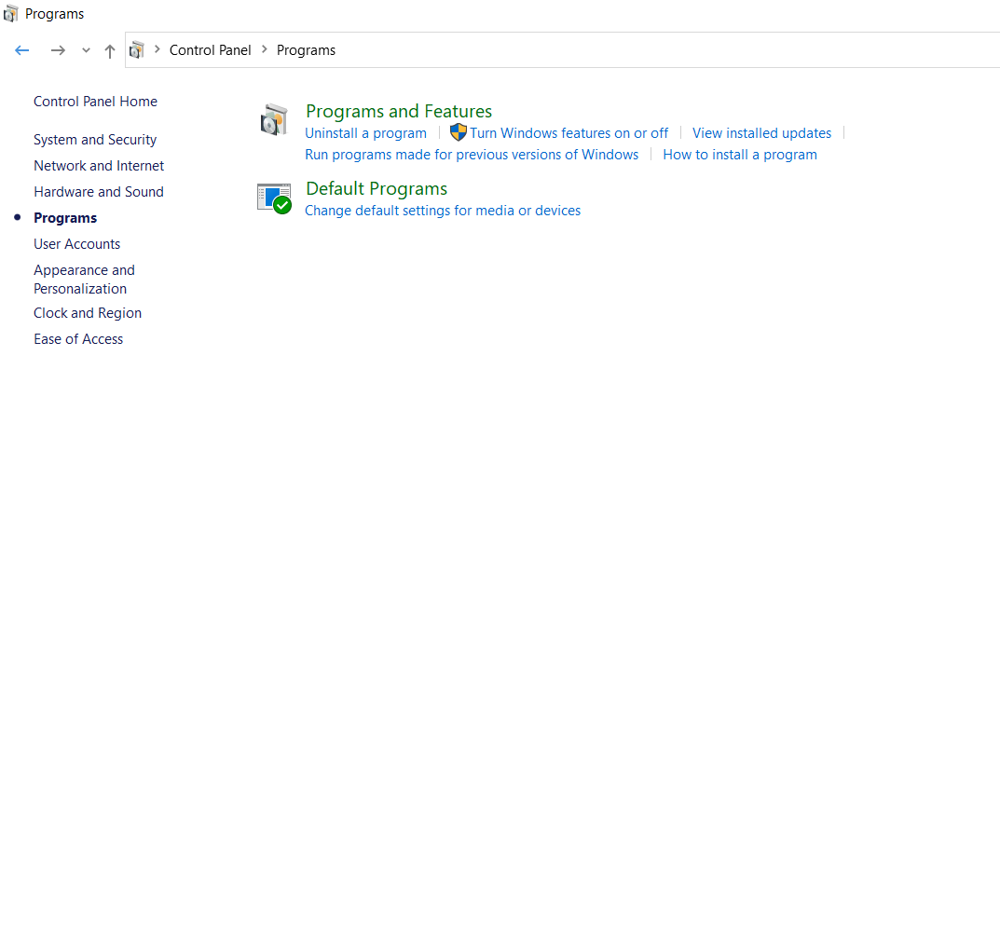 Programs
Control Panel Programs
Control Panel Home
System and Security
Network and Internet
Hardware and Sound
Programs
User Accounts
Appearance and
Personalization
Clock and Region
Ease of Access
Programs and Features
Uninstall a program Turn Windows features on or off View installed updates
Run programs made for previous versions of Windows How to install a program
Default Programs
Change default settings for media or devices